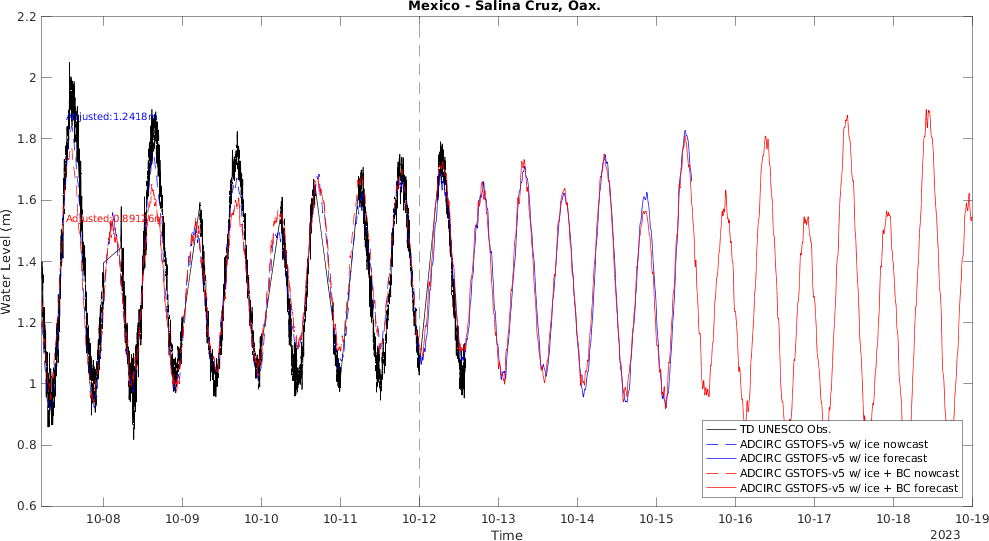 Mexico - Salina Cruz, Oax.
2.2
2
1.8
1.6
1.4
1.2
1
0.8
0.6
Water Level (m)
Adjusted:1.2418m
Adjusted:0.89126m
TD UNESCO Obs.
ADCIRC GSTOFS-v5 w/ ice nowcast
ADCIRC GSTOFS-v5 w/ ice forecast
ADCIRC GSTOFS-v5 w/ ice + BC nowcast
ADCIRC GSTOFS-v5 w/ ice + BC forecast
10-08 10-09 10-10 10-11 10-12 10-13 10-14 10-15 10-16 10-17 10-18 10-19
Time
2023